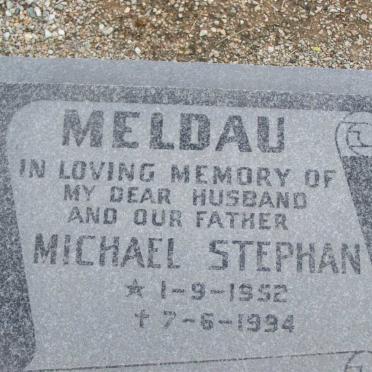 MELDAU
IN LOVING MEMORY OF
MY DEAR HUSBAND
AND OUR FATHER
MICHAEL STEPHAN
★ 1-9-1952
† 7-6-1994